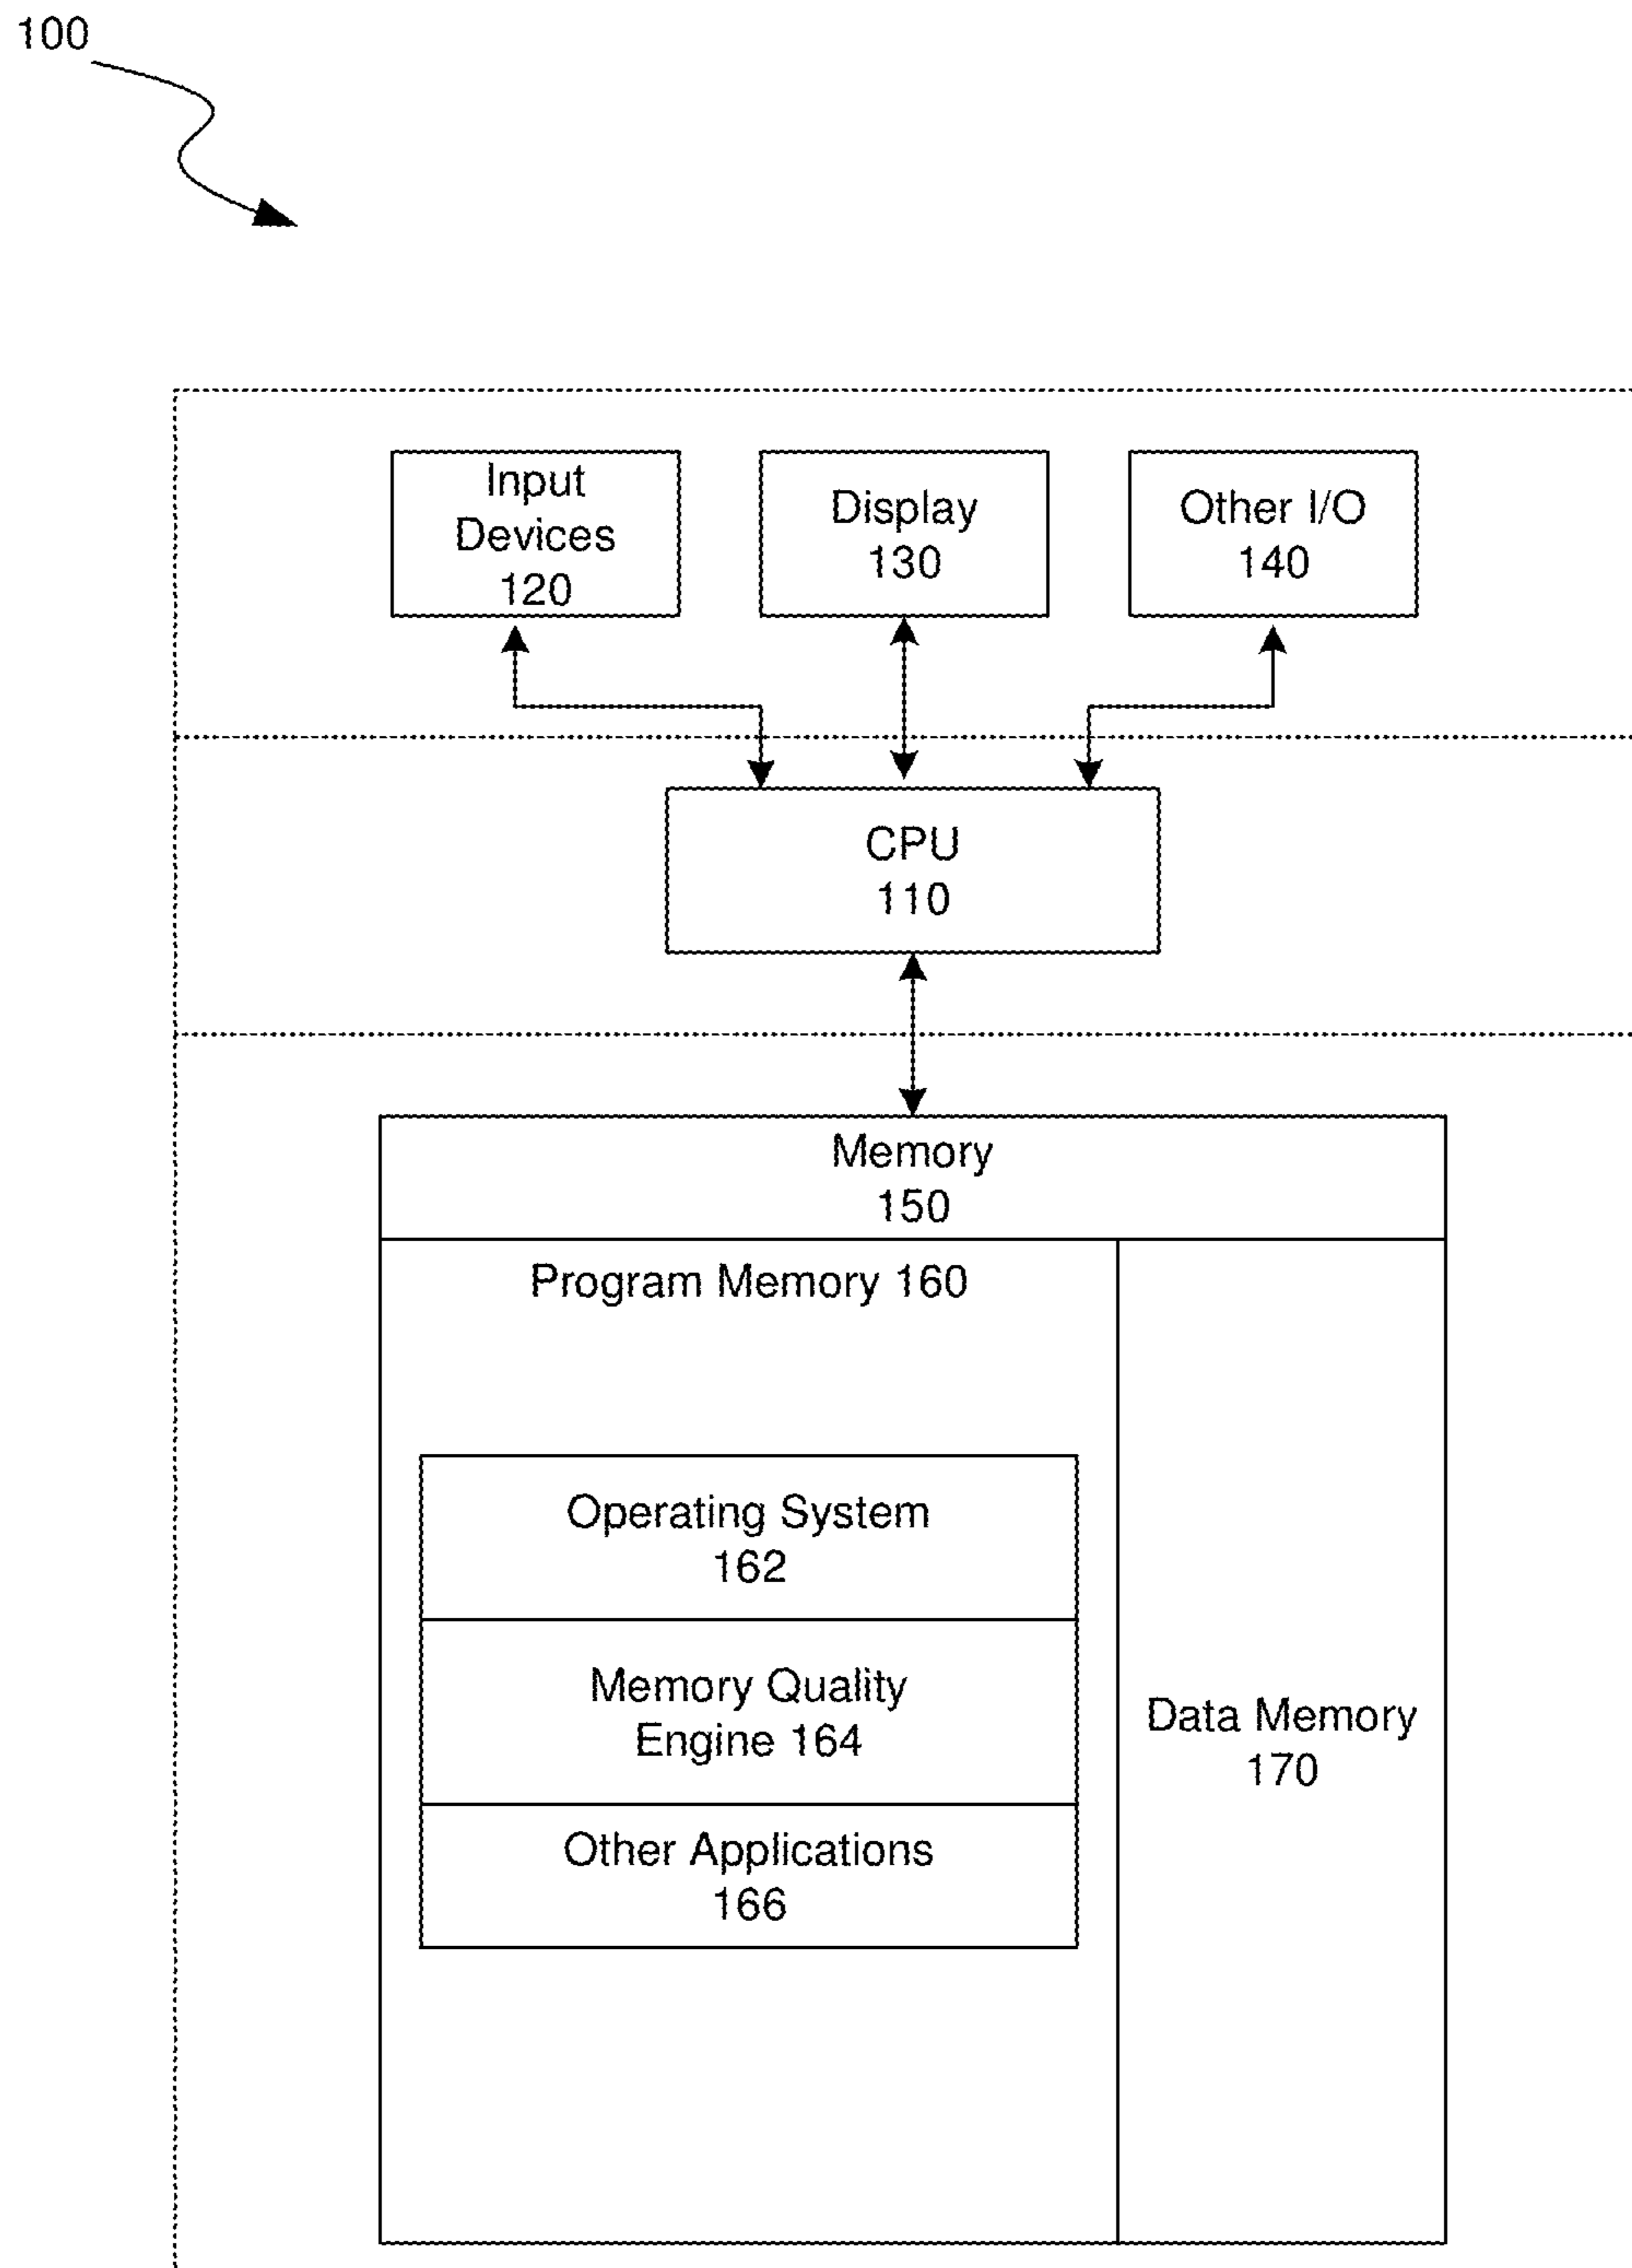 100
Input
Devices
120
Display
130
Other I/O
140
CPU
110
Memory
150
Program Memory 160
Operating System
162
Memory Quality
Engine 164
Other Applications
166
Data Memory
170